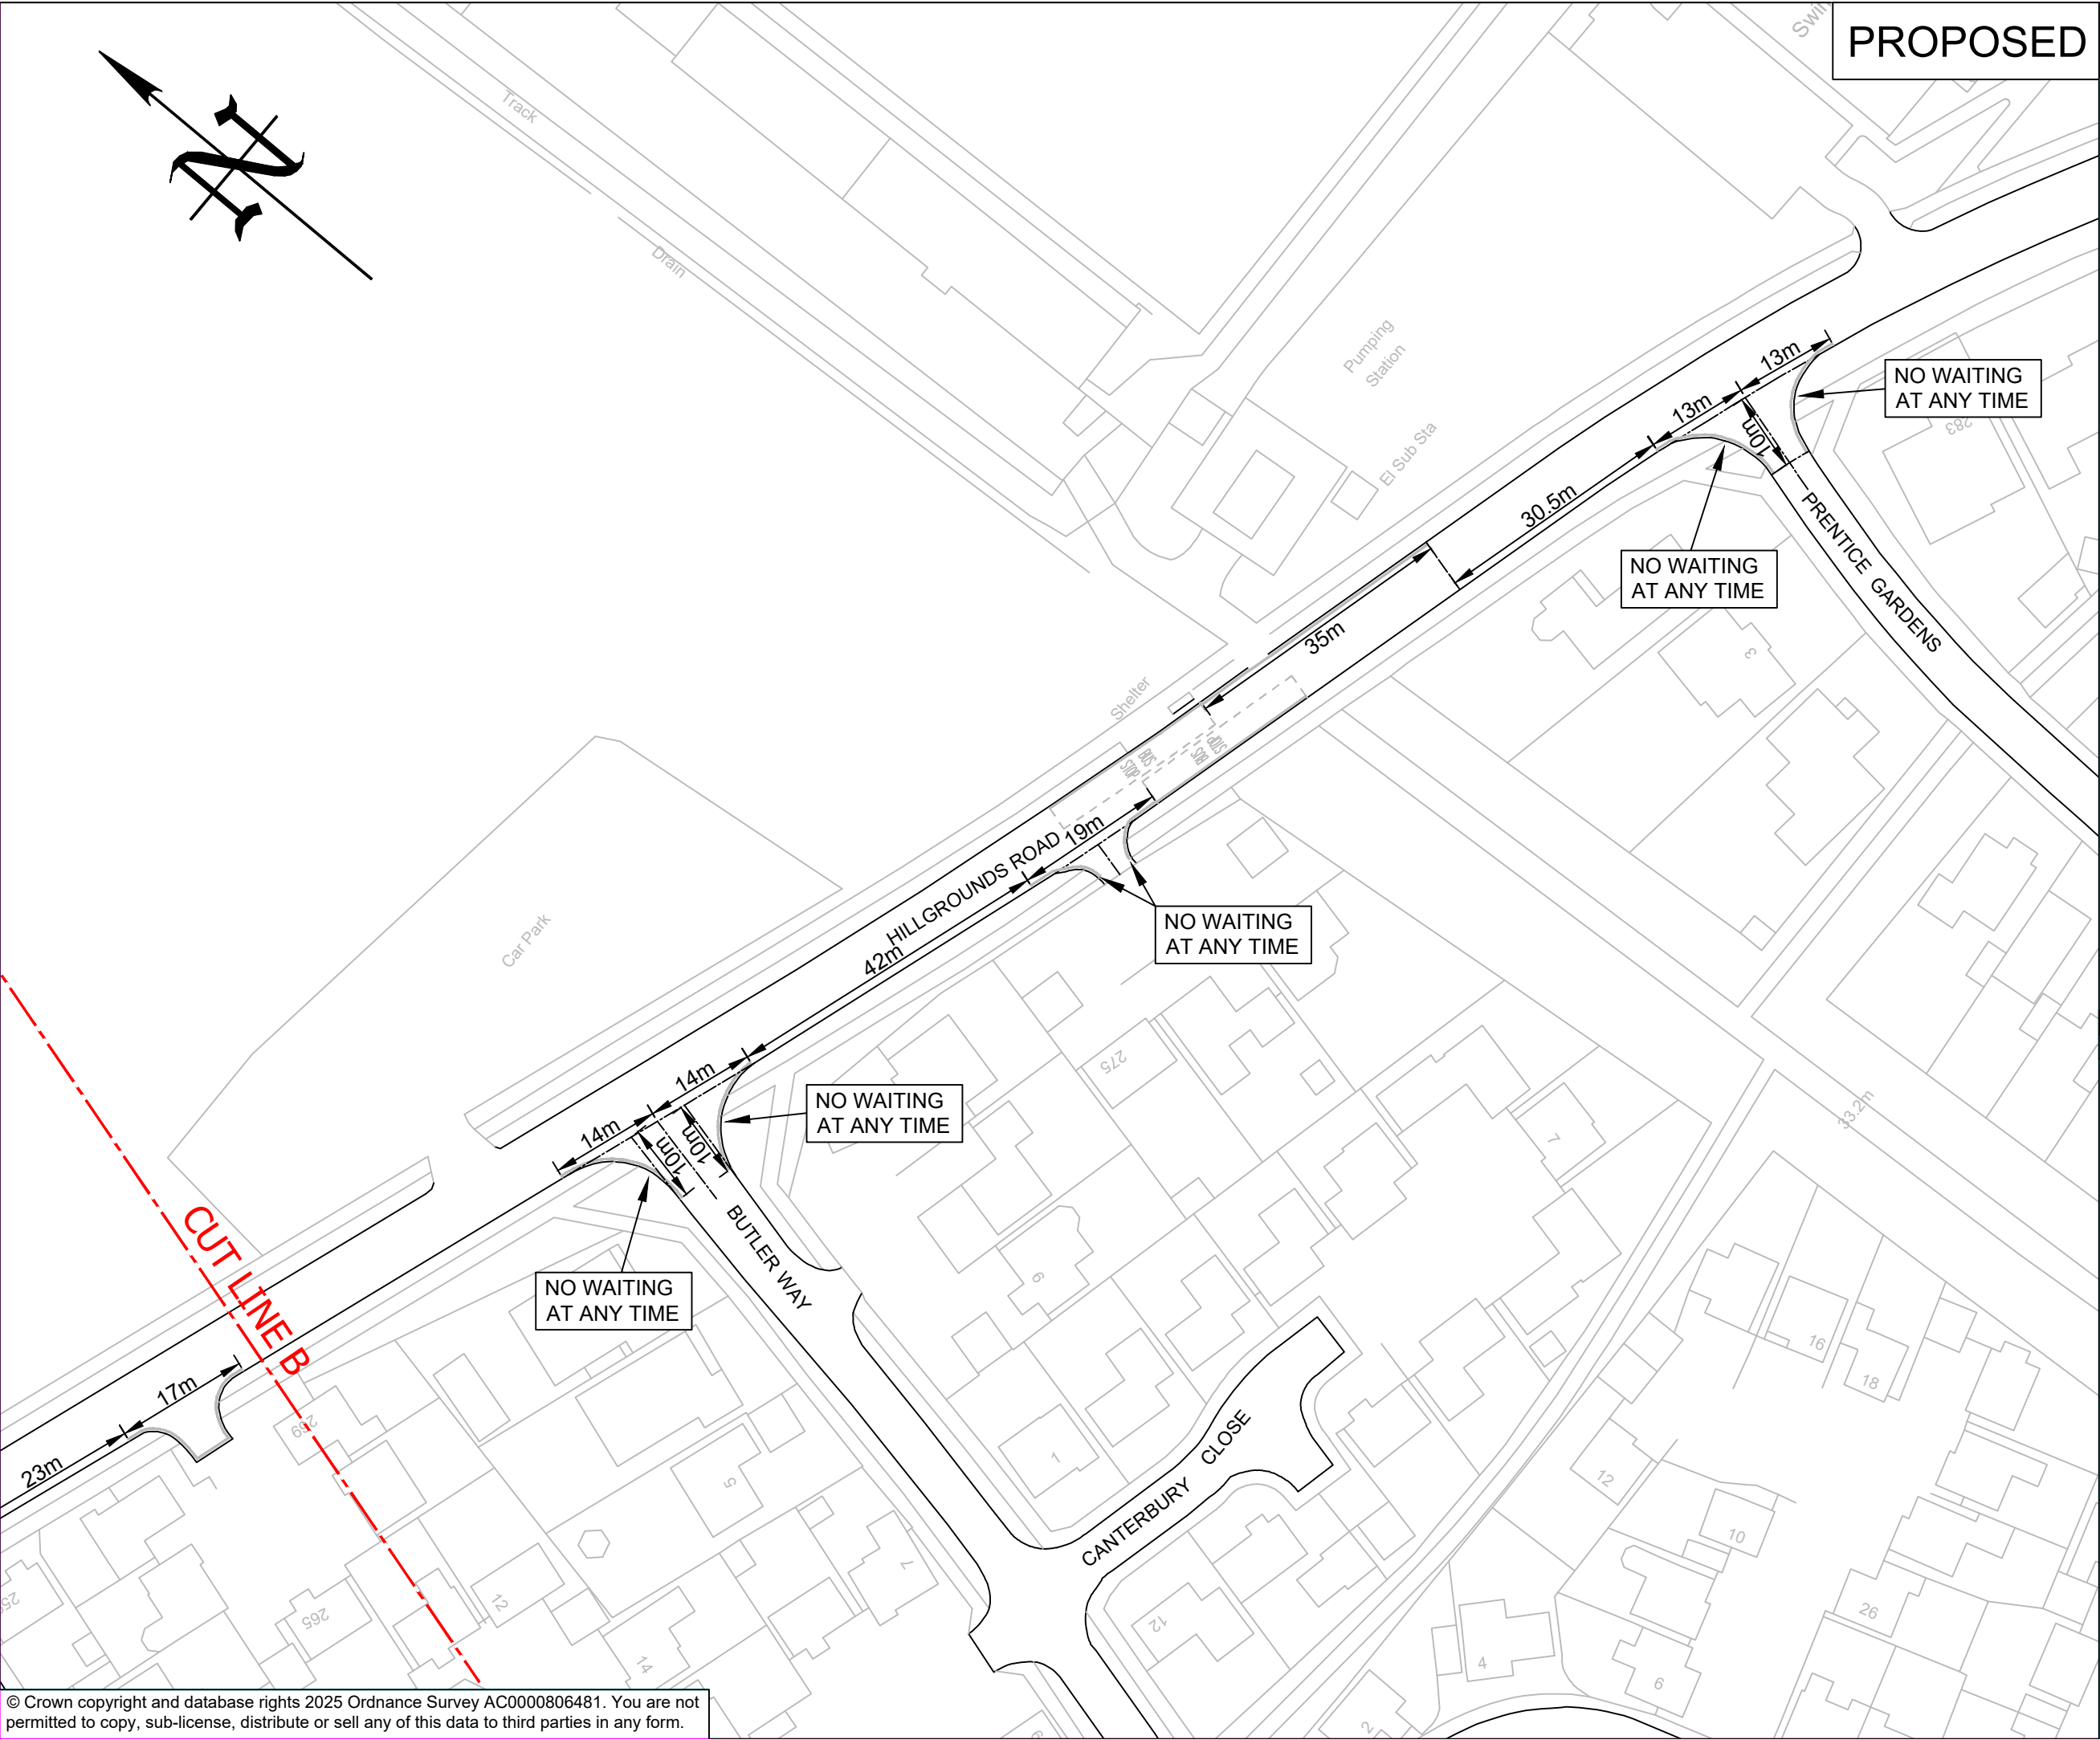 PROPOSED
N
Track
Drain
Pumping
Station
El Sub Sta
13m
13m
10m
NO WAITING
AT ANY TIME
283
30.5m
NO WAITING
AT ANY TIME
PRENTICE GARDENS
3
35m
Shelter
BUS
STOP
BUS
STOP
19m
HILLGROUNDS ROAD
42m
NO WAITING
AT ANY TIME
Car Park
275
14m
14m
10m
10m
NO WAITING
AT ANY TIME
7
33.2m
BUTLER WAY
9
NO WAITING
AT ANY TIME
CUT LINE B
17m
23m
269
16
18
1
CANTERBURY CLOSE
5
12
10
7
12
265
26
12
14
4
6
2
© Crown copyright and database rights 2025 Ordnance Survey AC0000806481. You are not
permitted to copy, sub-license, distribute or sell any of this data to third parties in any form.